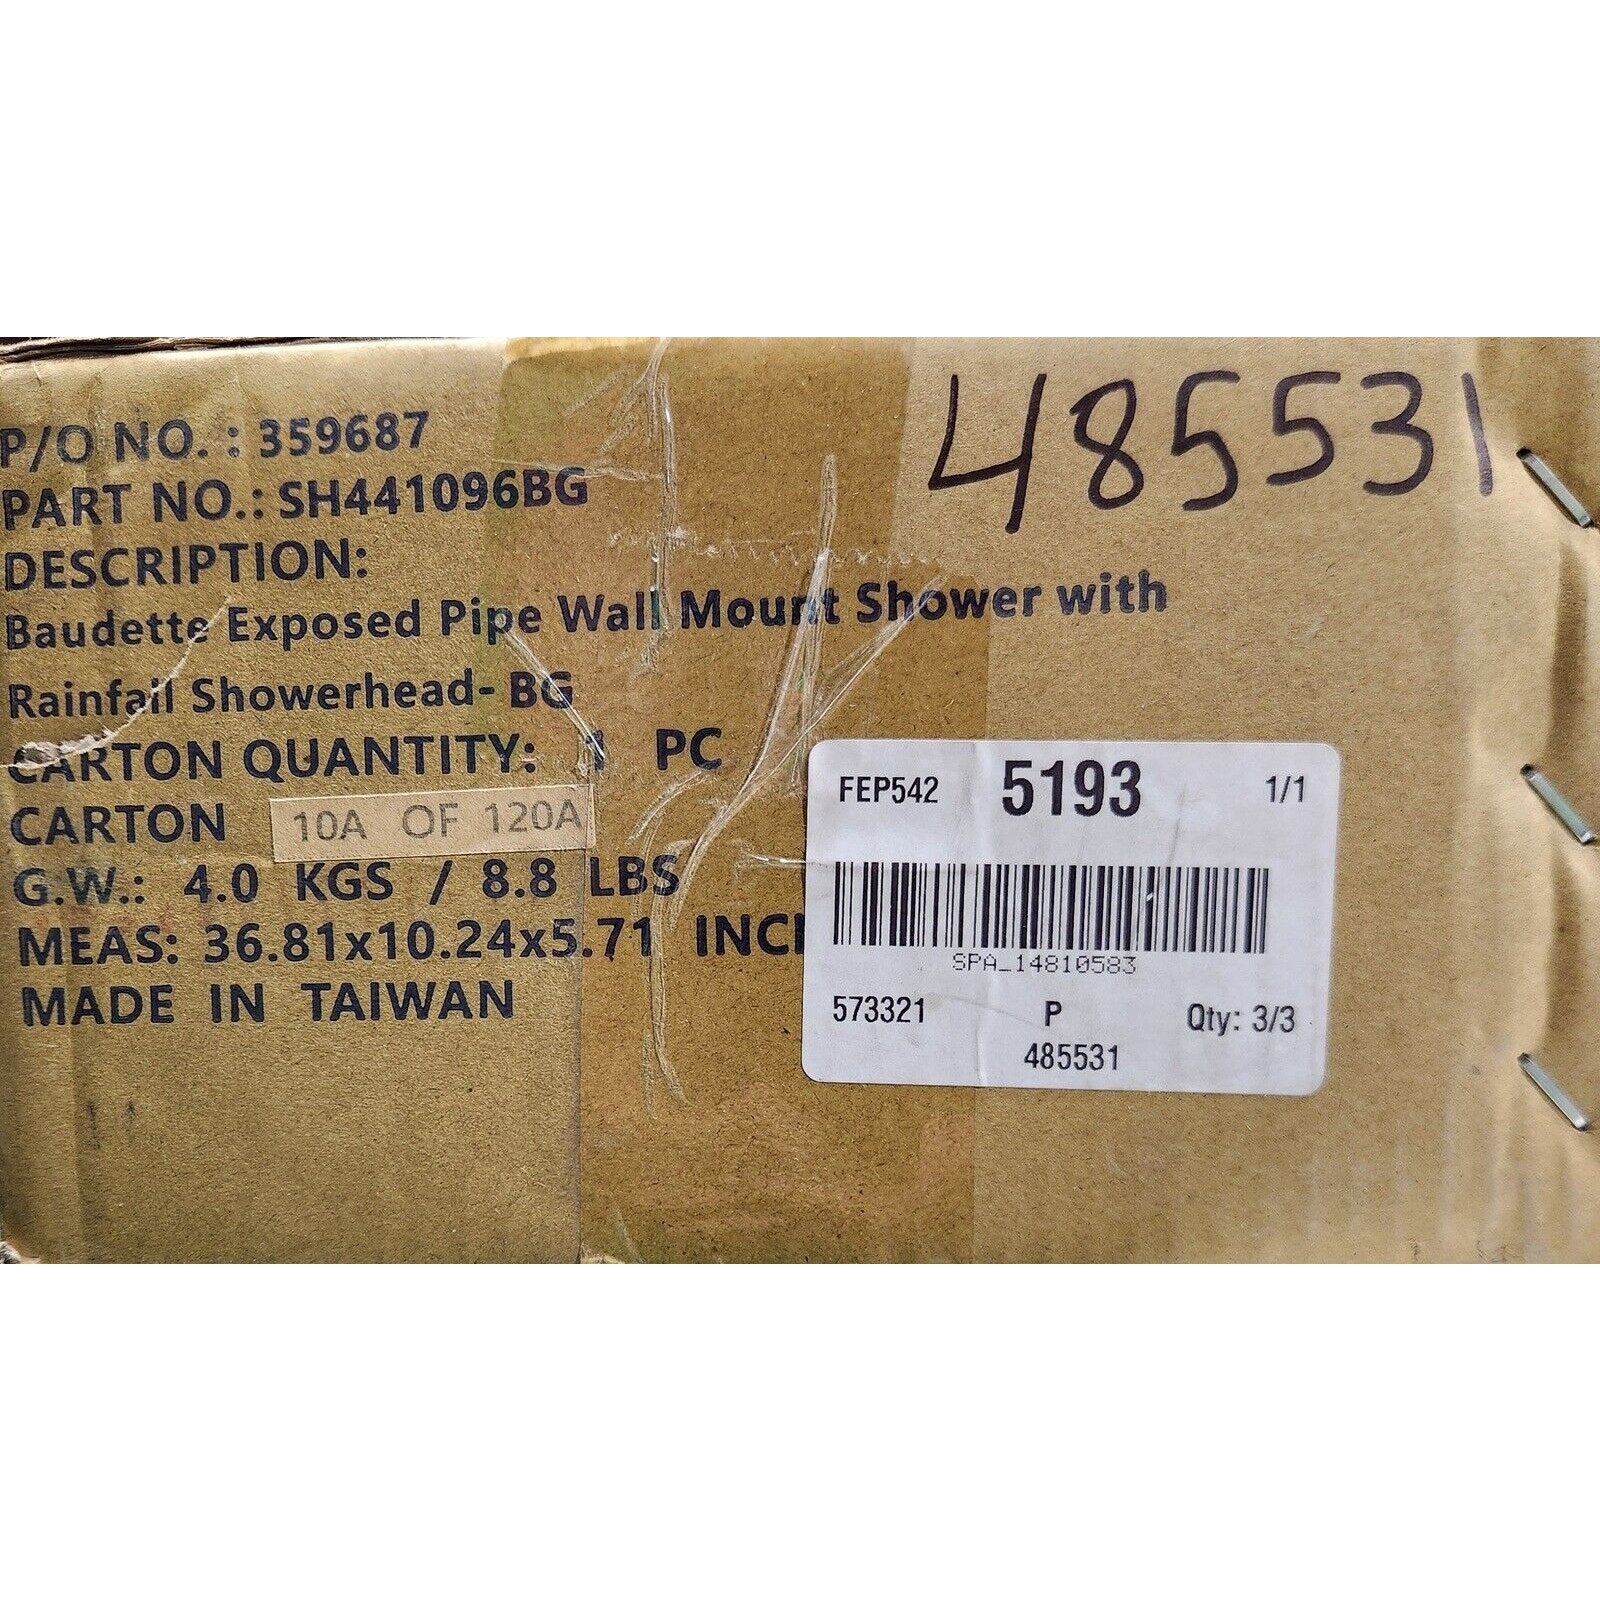 485531
P/O NO.: 359687
PART NO.: SH441096BG
DESCRIPTION:
Baudette Exposed Pipe Wall Mount Shower with
Rainfall Showerhead- BG
CARTON QUANTITY: 1 PC
CARTON 10A OF 120A
G.W.: 4.0 KGS / 8.8 LBS
MEAS: 36.81x10.24x5.71 INC
MADE IN TAIWAN
FEP542 5193 1/1
SPA_14810583
573321 P Qty: 3/3
485531